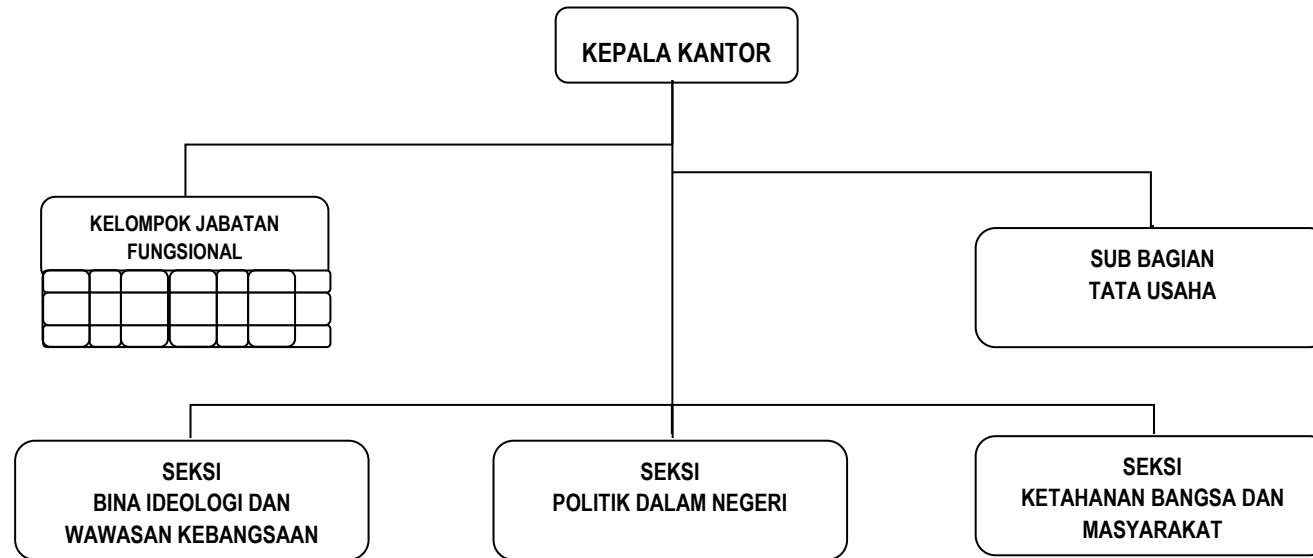 KEPALA KANTOR
KELOMPOK JABATAN
FUNGSIONAL
SUB BAGIAN
TATA USAHA
SEKSI
BINA IDEOLOGI DAN
WAWASAN KEBANGSAAN
SEKSI
POLITIK DALAM NEGERI
SEKSI
KETAHANAN BANGSA DAN
MASYARAKAT